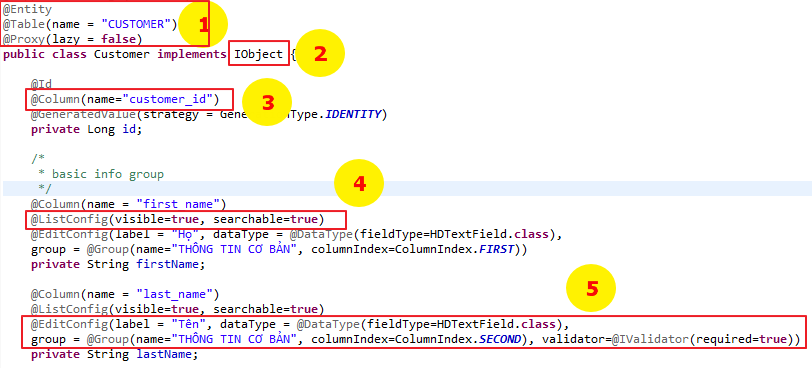 @Entity
@Table(name = "CUSTOMER") 1
@Proxy(lazy = false)
public class Customer implements IObject { 2
@Id
@Column(name="customer_id") 3
@GeneratedValue(strategy = Gene Type.IDENTITY)
private Long id;
/*
* basic info group
4
*/
@Column(name = "first_name")
@ListConfig(visible=true, searchable=true)
@EditConfig(label = "Họ", dataType = @DataType(fieldType=HDTextField.class),
group = @Group(name="THÔNG TIN CƠ BẢN", columnIndex=ColumnIndex.FIRST))
private String firstName;
@Column(name = "last_name") 5
@ListConfig(visible=true, searchable=true)
@EditConfig(label = "Tên", dataType = @DataType(fieldType=HDTextField.class),
group = @Group(name="THÔNG TIN CƠ BẢN", columnIndex=ColumnIndex.SECOND), validator=@IValidator(required=true))
private String lastName;